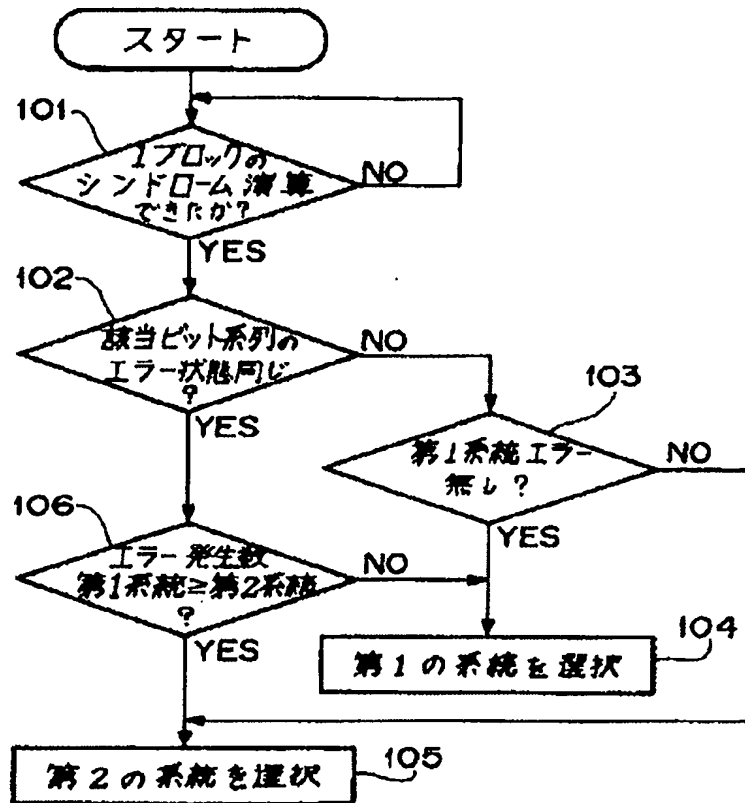 スタート
101
1ブロックの
シンドローム演算
できたか?
NO
YES
102
該当ビット系列の
エラー状態同じ
?
NO
YES
103
第1系統エラー
無し?
NO
YES
106
エラー発生数
第1系統≥第2系統
?
NO
YES
104
第1の系統を選択
105
第2の系統を選択